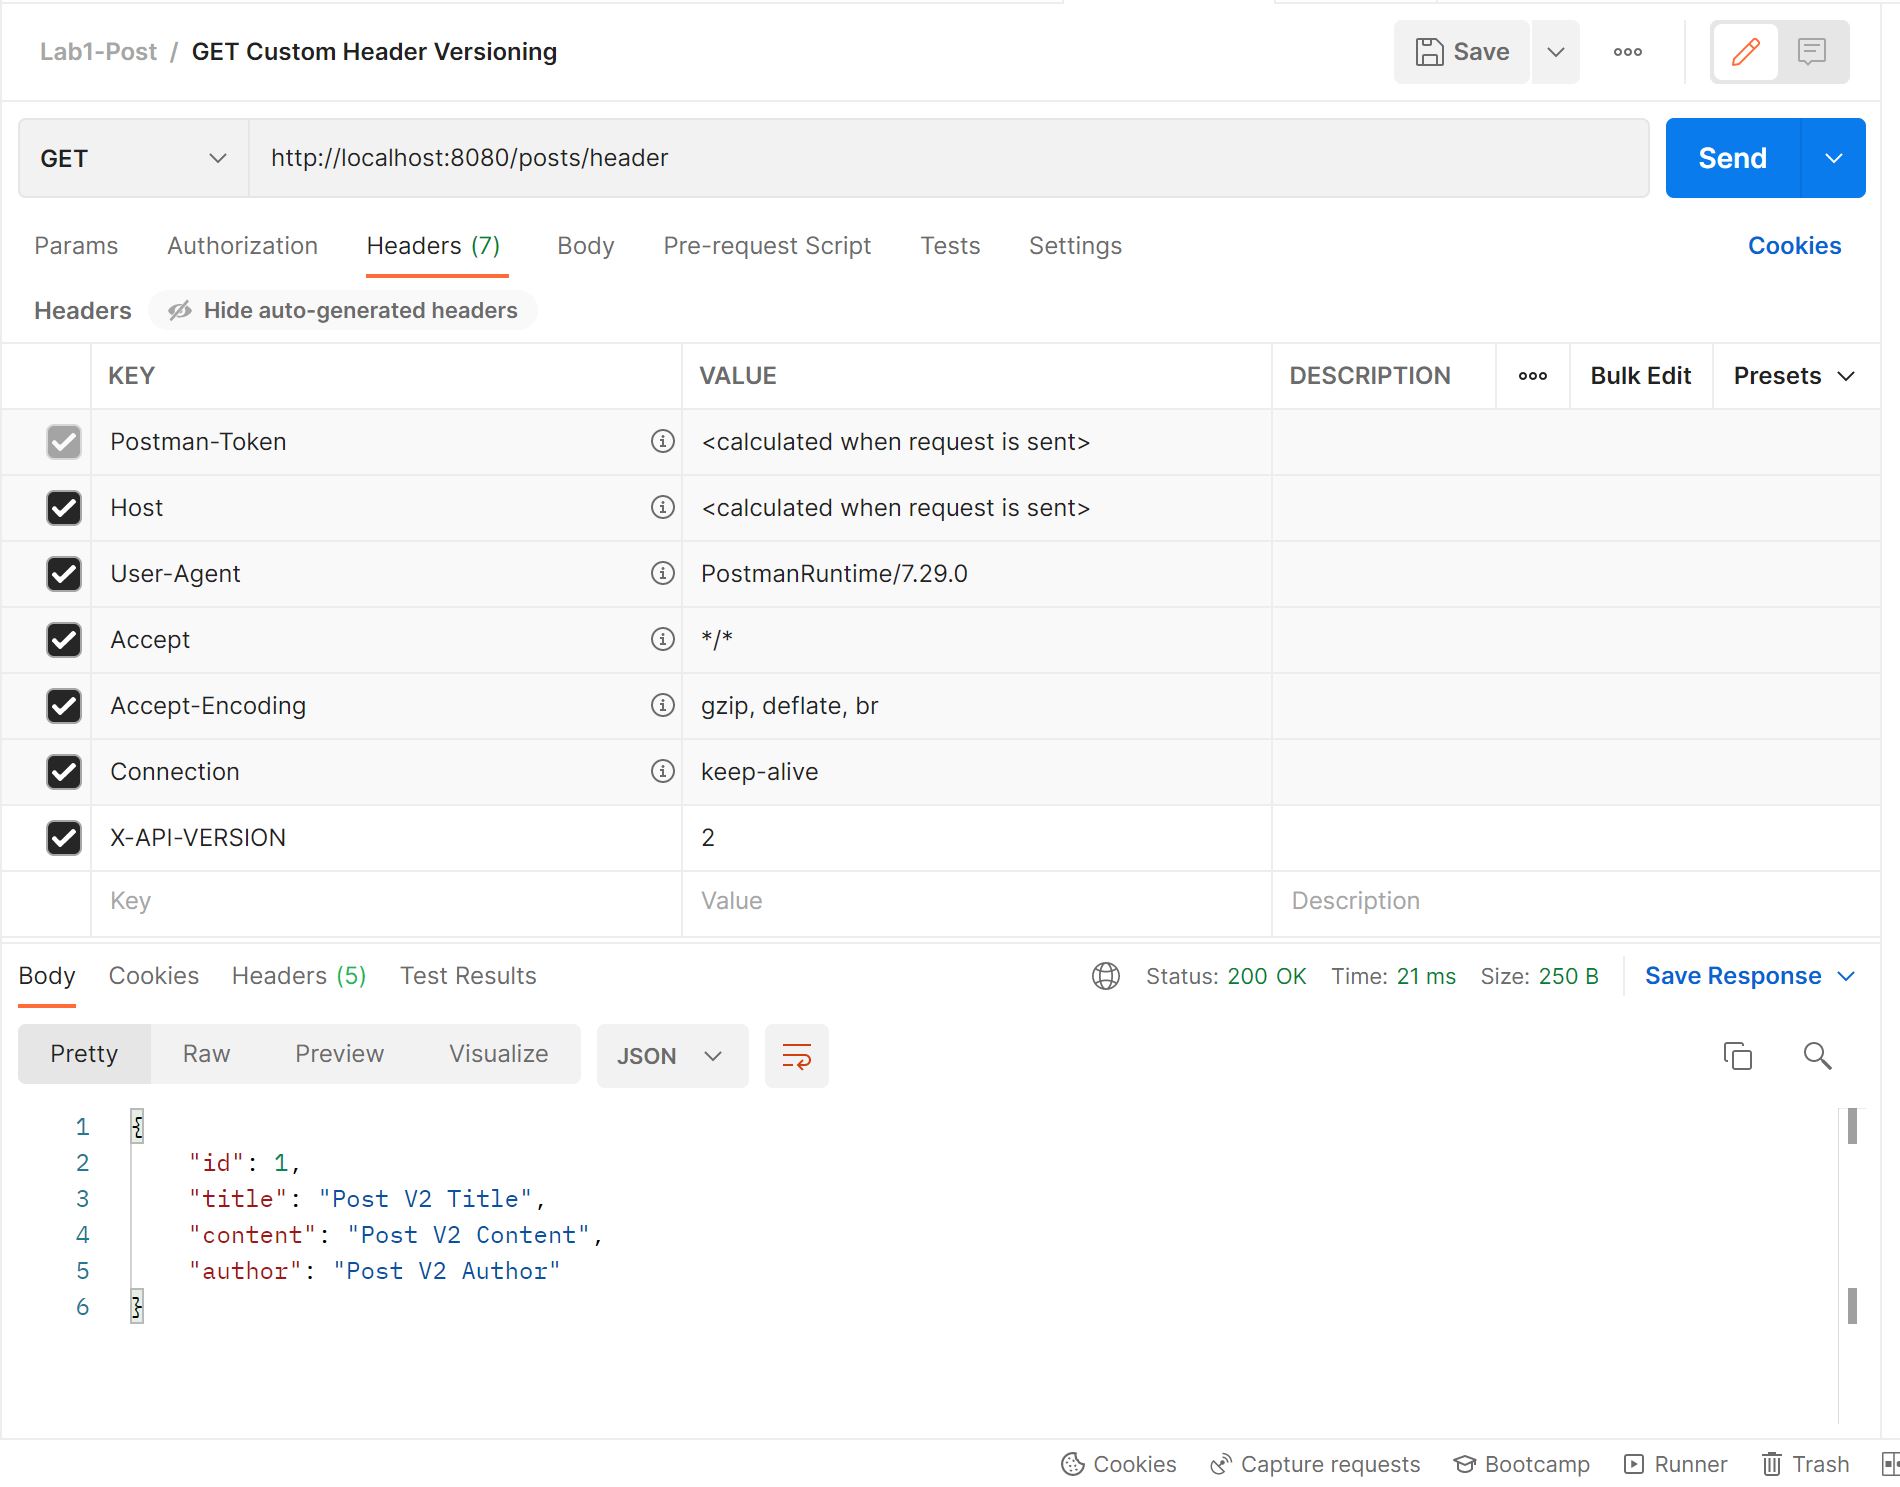 Lab1-Post / GET Custom Header Versioning Save
GET http://localhost:8080/posts/header Send
Params Authorization Headers (7) Body Pre-request Script Tests Settings Cookies
Headers Hide auto-generated headers
KEY VALUE DESCRIPTION Bulk Edit Presets
Postman-Token <calculated when request is sent>
Host <calculated when request is sent>
User-Agent PostmanRuntime/7.29.0
Accept */*
Accept-Encoding gzip, deflate, br
Connection keep-alive
X-API-VERSION 2
Key Value Description
Body Cookies Headers (5) Test Results Status: 200 OK Time: 21 ms Size: 250 B Save Response
Pretty Raw Preview Visualize JSON
1 {
2 "id": 1,
3 "title": "Post V2 Title",
4 "content": "Post V2 Content",
5 "author": "Post V2 Author"
6 }
Cookies Capture requests Bootcamp Runner Trash